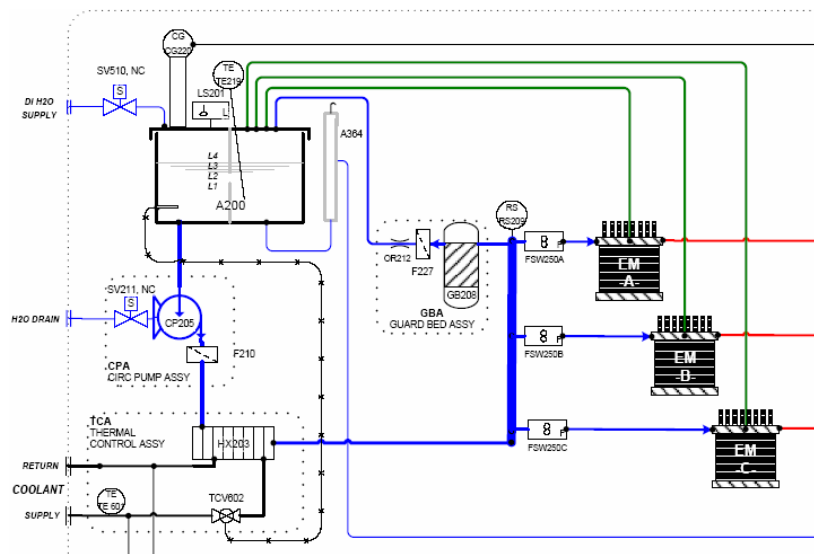 CG
CG220
SV510, NC
TE
TE219
S
LS201
L
DI H2O
SUPPLY
A364
L4
L3
L2
L1
A200
RS
RS209
OR212
F227
GB208
GBA
GUARD BED ASSY
F
FSW250A
EM
-A-
SV211, NC
S
H2O DRAIN
CP205
F210
CPA
CIRC PUMP ASSY
F
FSW250B
EM
-B-
TCA
THERMAL
CONTROL ASSY
HX203
F
FSW250C
EM
-C-
RETURN
COOLANT
TE
TE 601
TCV602
SUPPLY